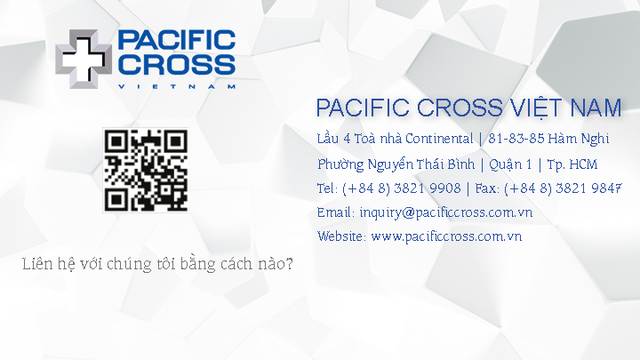 PACIFIC
CROSS
VIETNAM
PACIFIC CROSS VIỆT NAM
Lầu 4 Toà nhà Continental | 81-83-85 Hàm Nghi
Phường Nguyễn Thái Bình | Quận 1 | Tp. HCM
Tel: (+84 8) 3821 9908 | Fax: (+84 8) 3821 9847
Email: inquiry@pacificcross.com.vn
Website: www.pacificcross.com.vn
Liên hệ với chúng tôi bằng cách nào?